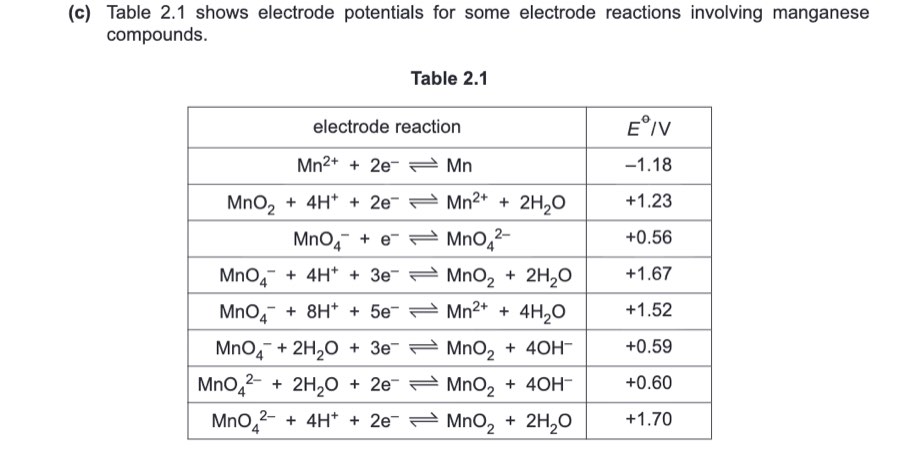 (c) Table 2.1 shows electrode potentials for some electrode reactions involving manganese
compounds.
Table 2.1
electrode reaction E⦵/V
Mn²⁺ + 2e⁻ ⇌ Mn –1.18
MnO₂ + 4H⁺ + 2e⁻ ⇌ Mn²⁺ + 2H₂O +1.23
MnO₄⁻ + e⁻ ⇌ MnO₄²⁻ +0.56
MnO₄⁻ + 4H⁺ + 3e⁻ ⇌ MnO₂ + 2H₂O +1.67
MnO₄⁻ + 8H⁺ + 5e⁻ ⇌ Mn²⁺ + 4H₂O +1.52
MnO₄⁻ + 2H₂O + 3e⁻ ⇌ MnO₂ + 4OH⁻ +0.59
MnO₄²⁻ + 2H₂O + 2e⁻ ⇌ MnO₂ + 4OH⁻ +0.60
MnO₄²⁻ + 4H⁺ + 2e⁻ ⇌ MnO₂ + 2H₂O +1.70